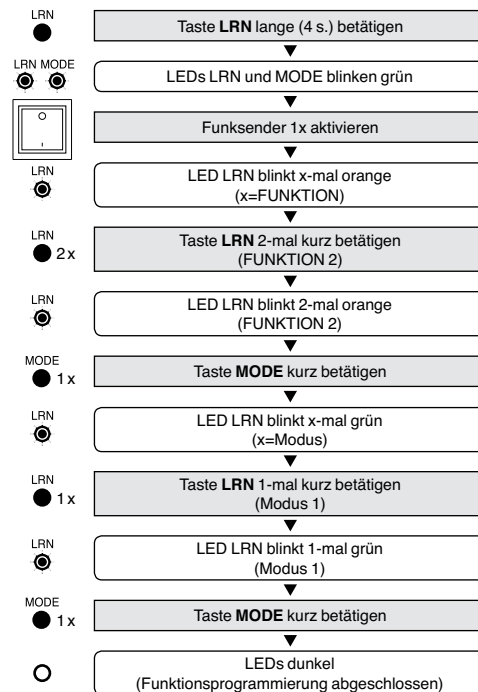 LRN
Taste LRN lange (4 s.) betätigen
LRN MODE
LEDs LRN und MODE blinken grün
Funksender 1x aktivieren
LRN
LED LRN blinkt x-mal orange
(x=FUNKTION)
LRN
2 x
Taste LRN 2-mal kurz betätigen
(FUNKTION 2)
LRN
LED LRN blinkt 2-mal orange
(FUNKTION 2)
MODE
1 x
Taste MODE kurz betätigen
LRN
LED LRN blinkt x-mal grün
(x=Modus)
LRN
1 x
Taste LRN 1-mal kurz betätigen
(Modus 1)
LRN
LED LRN blinkt 1-mal grün
(Modus 1)
MODE
1 x
Taste MODE kurz betätigen
LEDs dunkel
(Funktionsprogrammierung abgeschlossen)